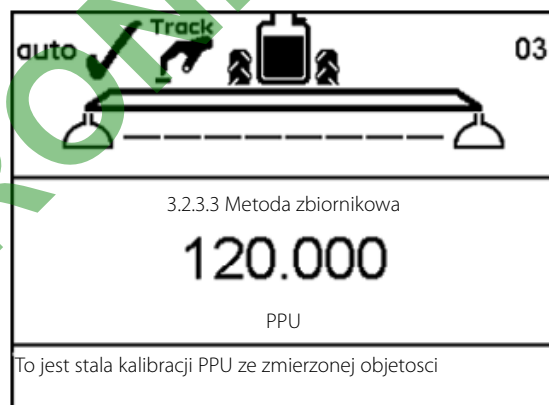 Track
auto
03
3.2.3.3 Metoda zbiornikowa
120.000
PPU
To jest stala kalibracji PPU ze zmierzonej objetosci